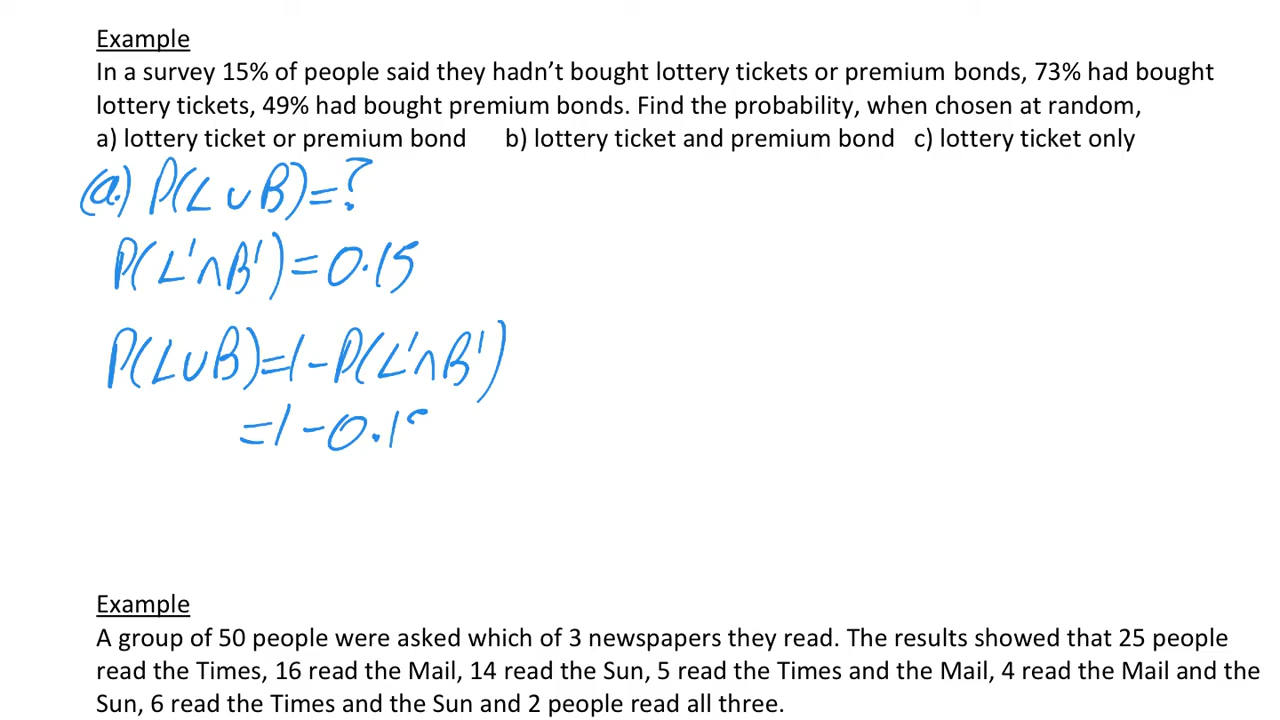 Example
In a survey 15% of people said they hadn’t bought lottery tickets or premium bonds, 73% had bought
lottery tickets, 49% had bought premium bonds. Find the probability, when chosen at random,
a) lottery ticket or premium bond b) lottery ticket and premium bond c) lottery ticket only
(a.) P(L ∪ B) = ?
P(L' ∩ B') = 0.15
P(L ∪ B) = 1 - P(L' ∩ B')
= 1 - 0.1
Example
A group of 50 people were asked which of 3 newspapers they read. The results showed that 25 people
read the Times, 16 read the Mail, 14 read the Sun, 5 read the Times and the Mail, 4 read the Mail and the
Sun, 6 read the Times and the Sun and 2 people read all three.